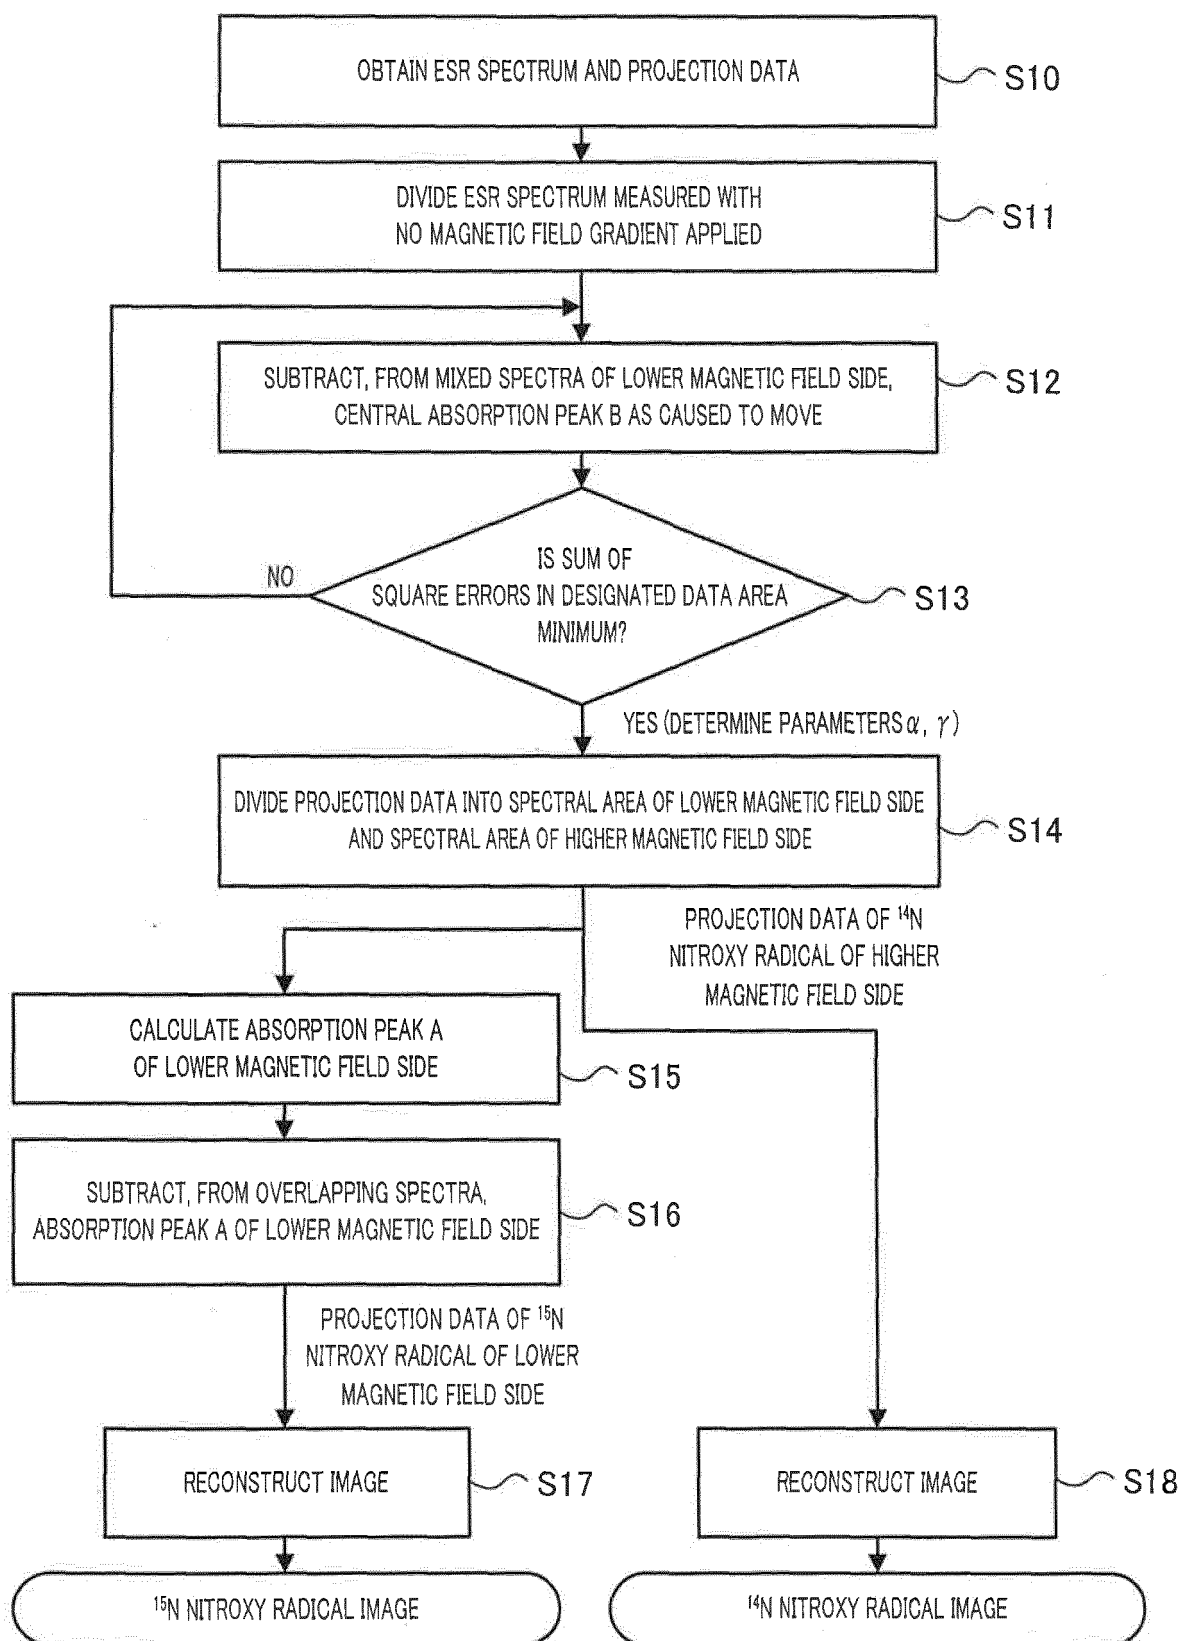 OBTAIN ESR SPECTRUM AND PROJECTION DATA
S10
DIVIDE ESR SPECTRUM MEASURED WITH
NO MAGNETIC FIELD GRADIENT APPLIED
S11
SUBTRACT, FROM MIXED SPECTRA OF LOWER MAGNETIC FIELD SIDE,
CENTRAL ABSORPTION PEAK B AS CAUSED TO MOVE
S12
IS SUM OF
SQUARE ERRORS IN DESIGNATED DATA AREA
MINIMUM?
S13
NO
YES (DETERMINE PARAMETERS α, γ)
DIVIDE PROJECTION DATA INTO SPECTRAL AREA OF LOWER MAGNETIC FIELD SIDE
AND SPECTRAL AREA OF HIGHER MAGNETIC FIELD SIDE
S14
PROJECTION DATA OF ¹⁴N
NITROXY RADICAL OF HIGHER
MAGNETIC FIELD SIDE
CALCULATE ABSORPTION PEAK A
OF LOWER MAGNETIC FIELD SIDE
S15
SUBTRACT, FROM OVERLAPPING SPECTRA,
ABSORPTION PEAK A OF LOWER MAGNETIC FIELD SIDE
S16
PROJECTION DATA OF ¹⁵N
NITROXY RADICAL OF LOWER
MAGNETIC FIELD SIDE
RECONSTRUCT IMAGE
S17
RECONSTRUCT IMAGE
S18
¹⁵N NITROXY RADICAL IMAGE
¹⁴N NITROXY RADICAL IMAGE